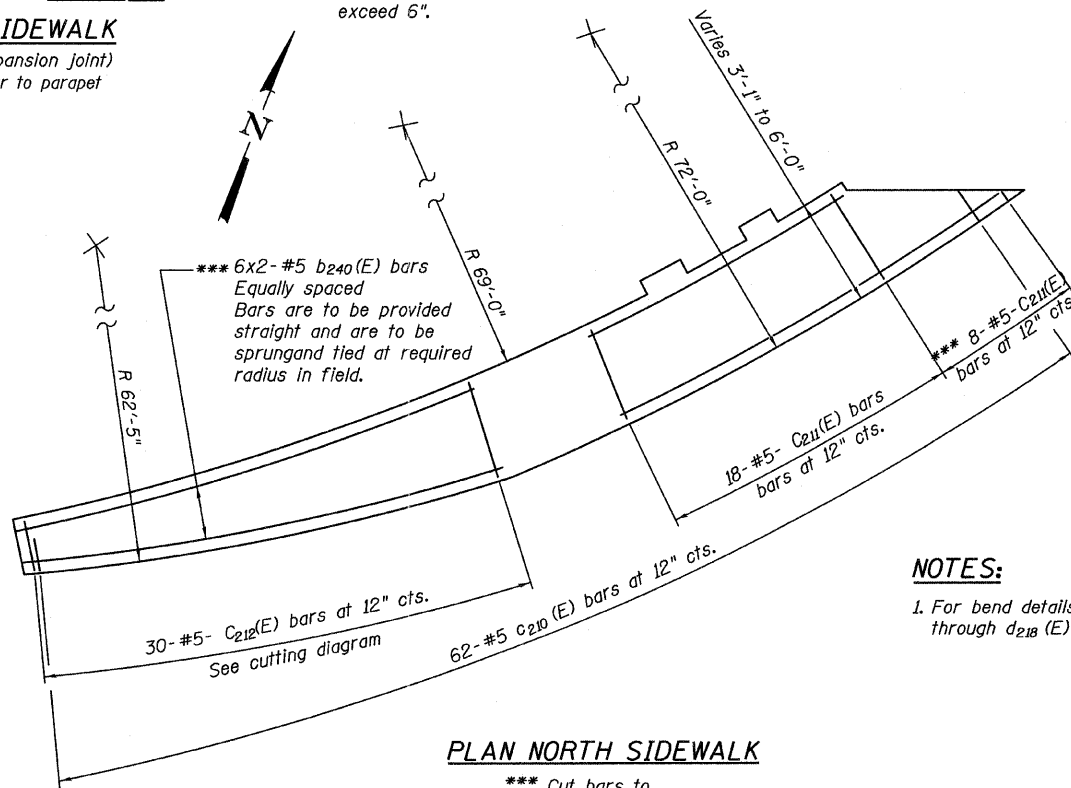 exceed 6".
IDEWALK
pansion joint)
r to parapet
N
Varies 3'-1" to 6'-0"
R 72'-0"
R 69'-0"
R 62'-5"
*** 6x2-#5 b240(E) bars
Equally spaced
Bars are to be provided
straight and are to be
sprungand tied at required
radius in field.
*** 8-#5-C211(E)
bars at 12" cts
18-#5- C211(E) bars
bars at 12" cts.
30-#5- C212(E) bars at 12" cts.
See cutting diagram
62-#5 c210 (E) bars at 12" cts.
NOTES:
1. For bend details
through d218 (E)
PLAN NORTH SIDEWALK
*** Cut bars to